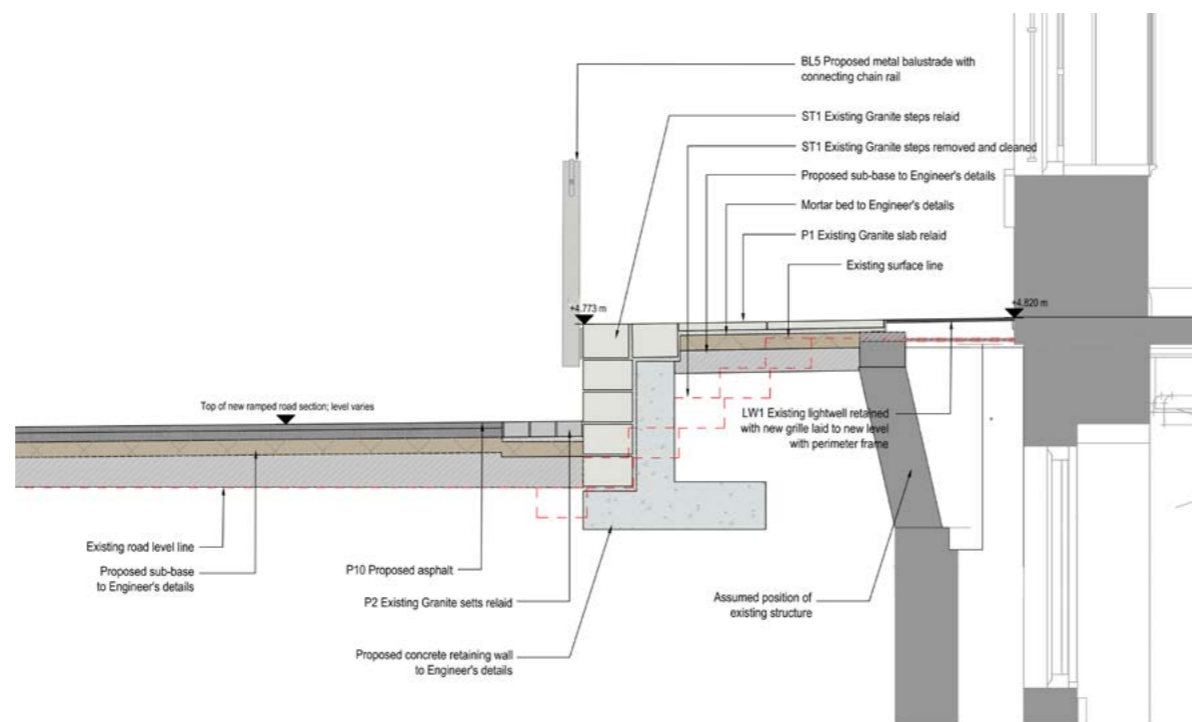 BL5 Proposed metal balustrade with
connecting chain rail
ST1 Existing Granite steps relaid
ST1 Existing Granite steps removed and cleaned
Proposed sub-base to Engineer's details
Mortar bed to Engineer's details
P1 Existing Granite slab relaid
Existing surface line
+4.773 m
+4.820 m
Top of new ramped road section; level varies
LW1 Existing lightwell retained
with new grille laid to new level
with perimeter frame
Existing road level line
Proposed sub-base
to Engineer's details
P10 Proposed asphalt
P2 Existing Granite setts relaid
Proposed concrete retaining wall
to Engineer's details
Assumed position of
existing structure